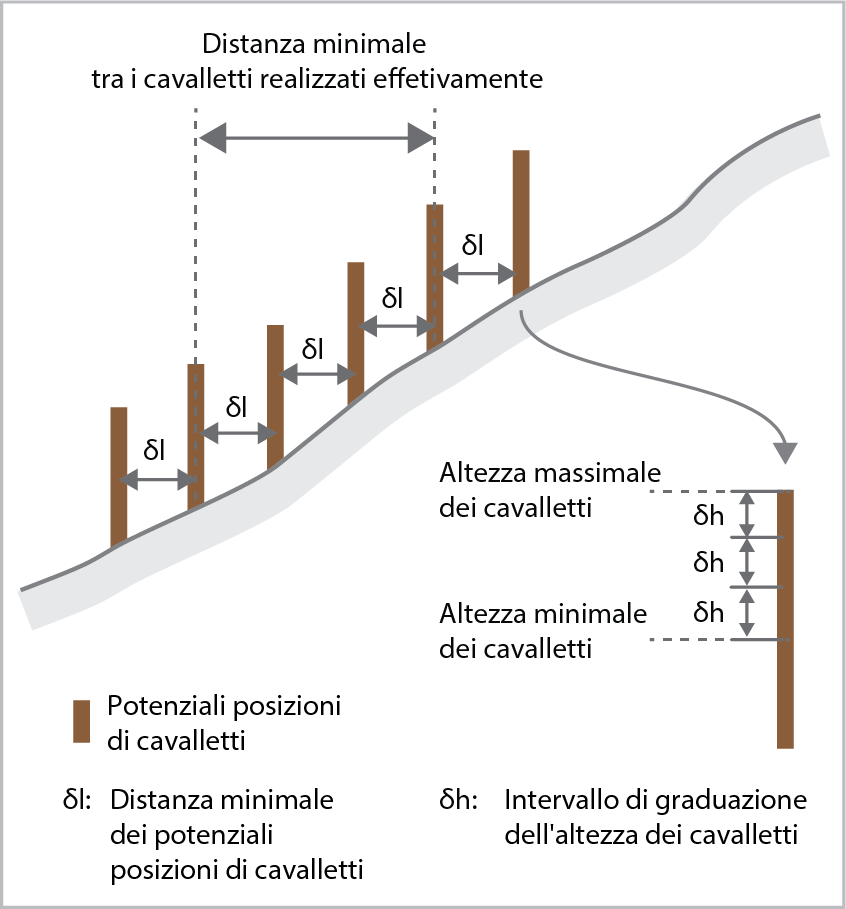 Distanza minimale
tra i cavalletti realizzati effetivamente
δl
δl
δl
δl
δl
Altezza massimale
dei cavalletti
δh
δh
δh
Altezza minimale
dei cavalletti
Potenziali posizioni
di cavalletti
δl: Distanza minimale
dei potenziali
posizioni di cavalletti
δh: Intervallo di graduazione
dell'altezza dei cavalletti